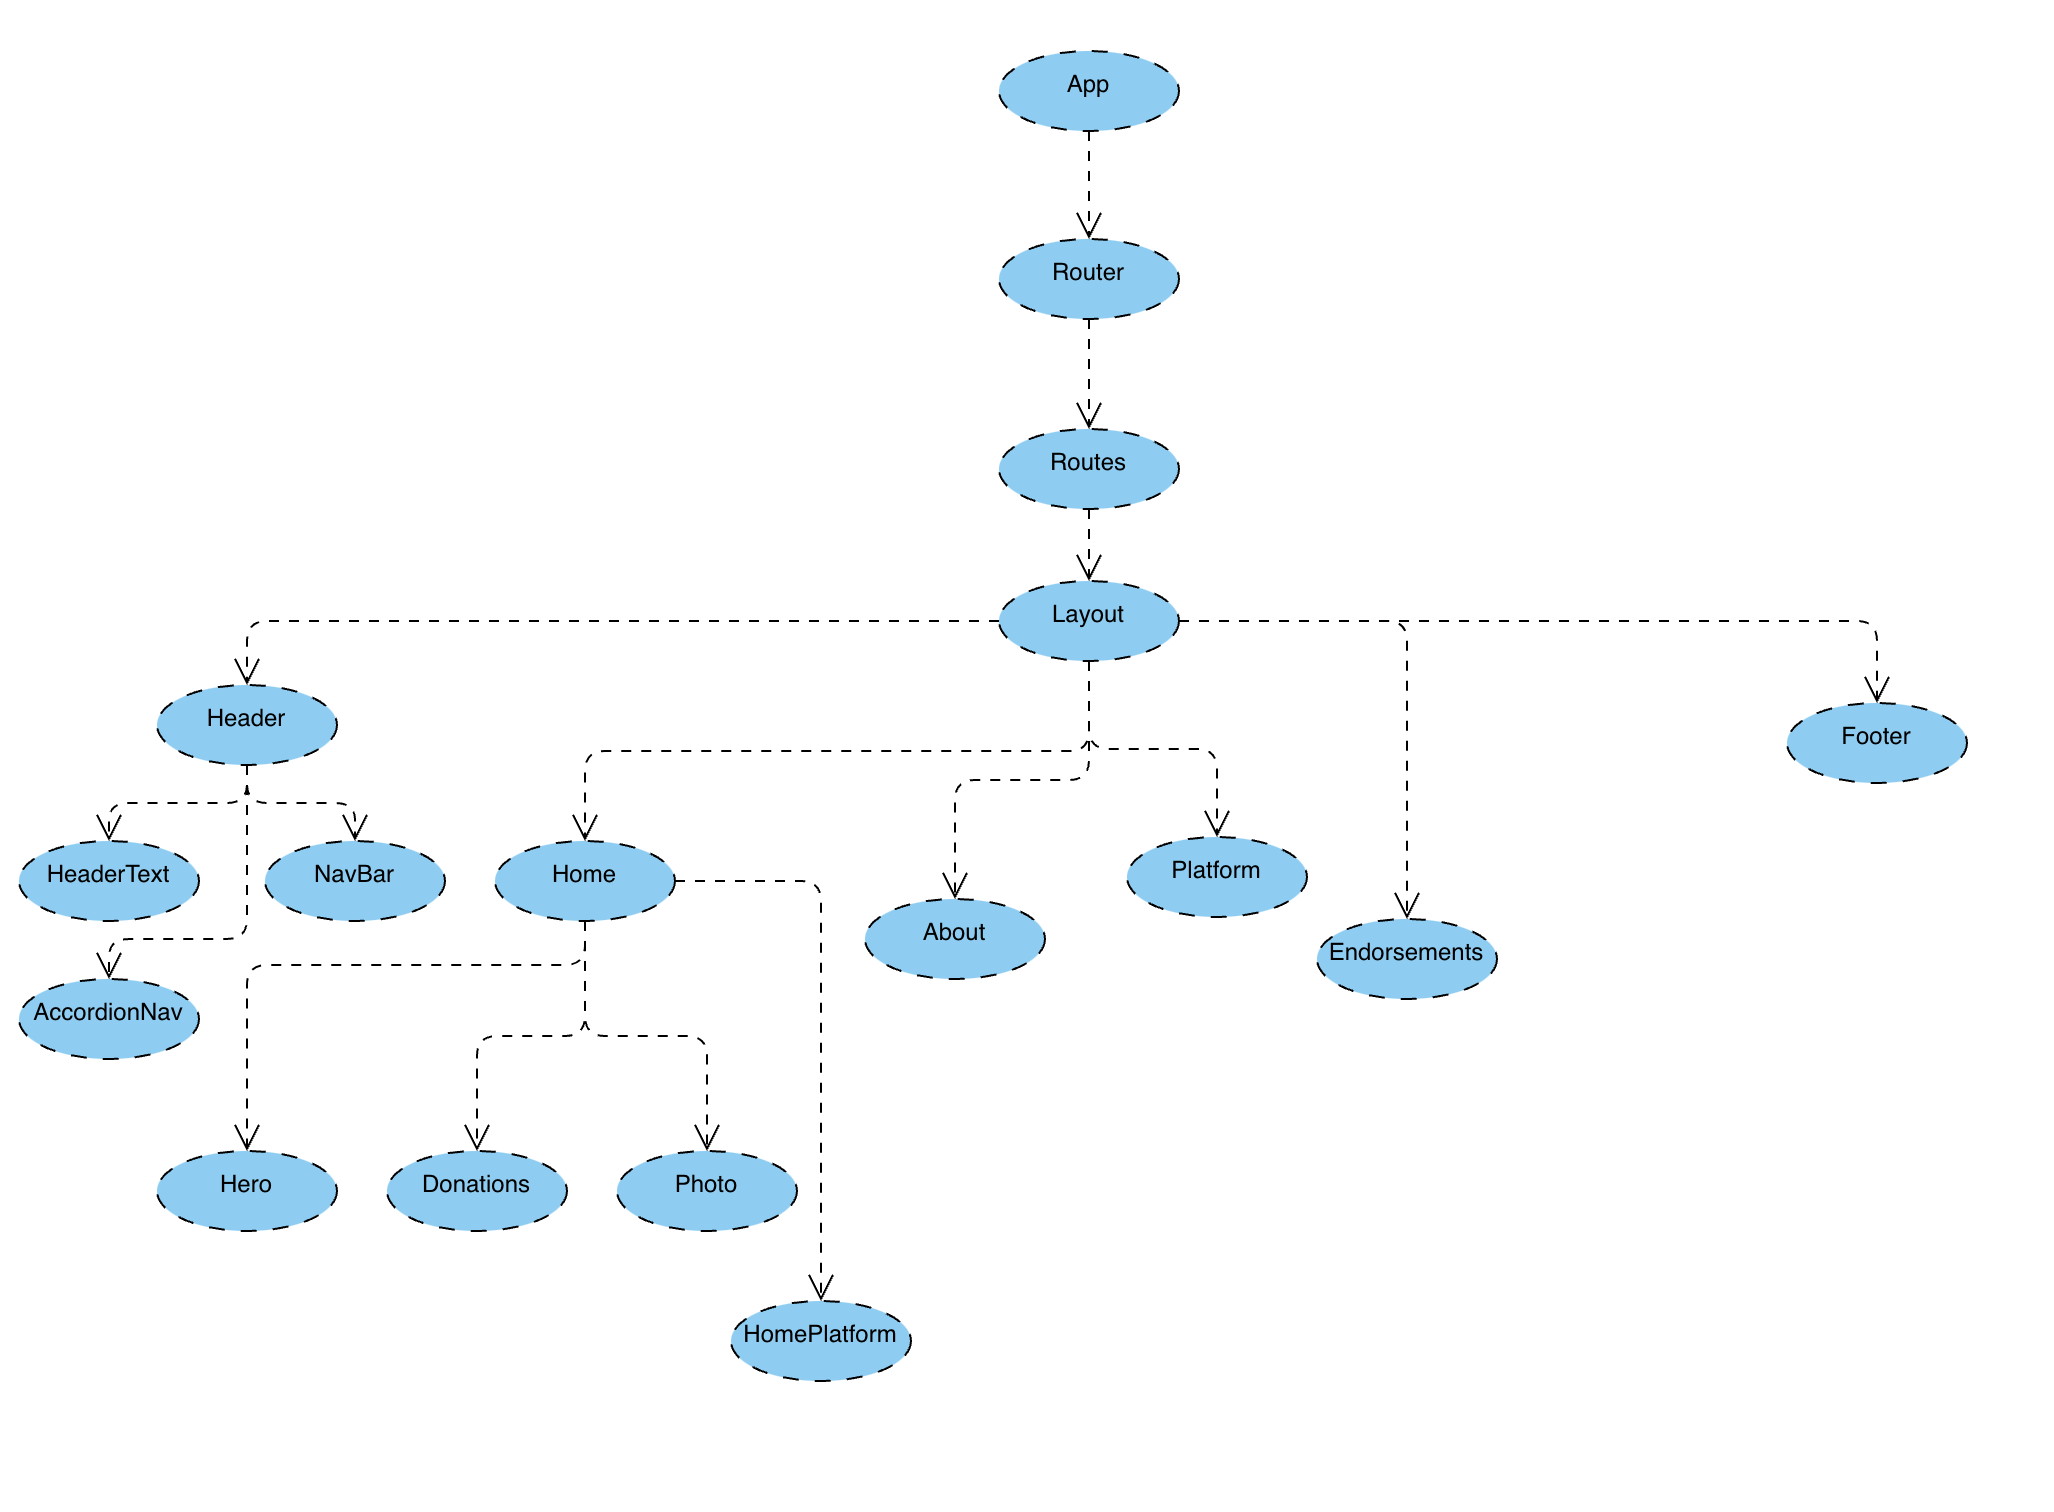 App
Router
Routes
Layout
Header
Footer
HeaderText
NavBar
Home
Platform
About
Endorsements
AccordionNav
Hero
Donations
Photo
HomePlatform